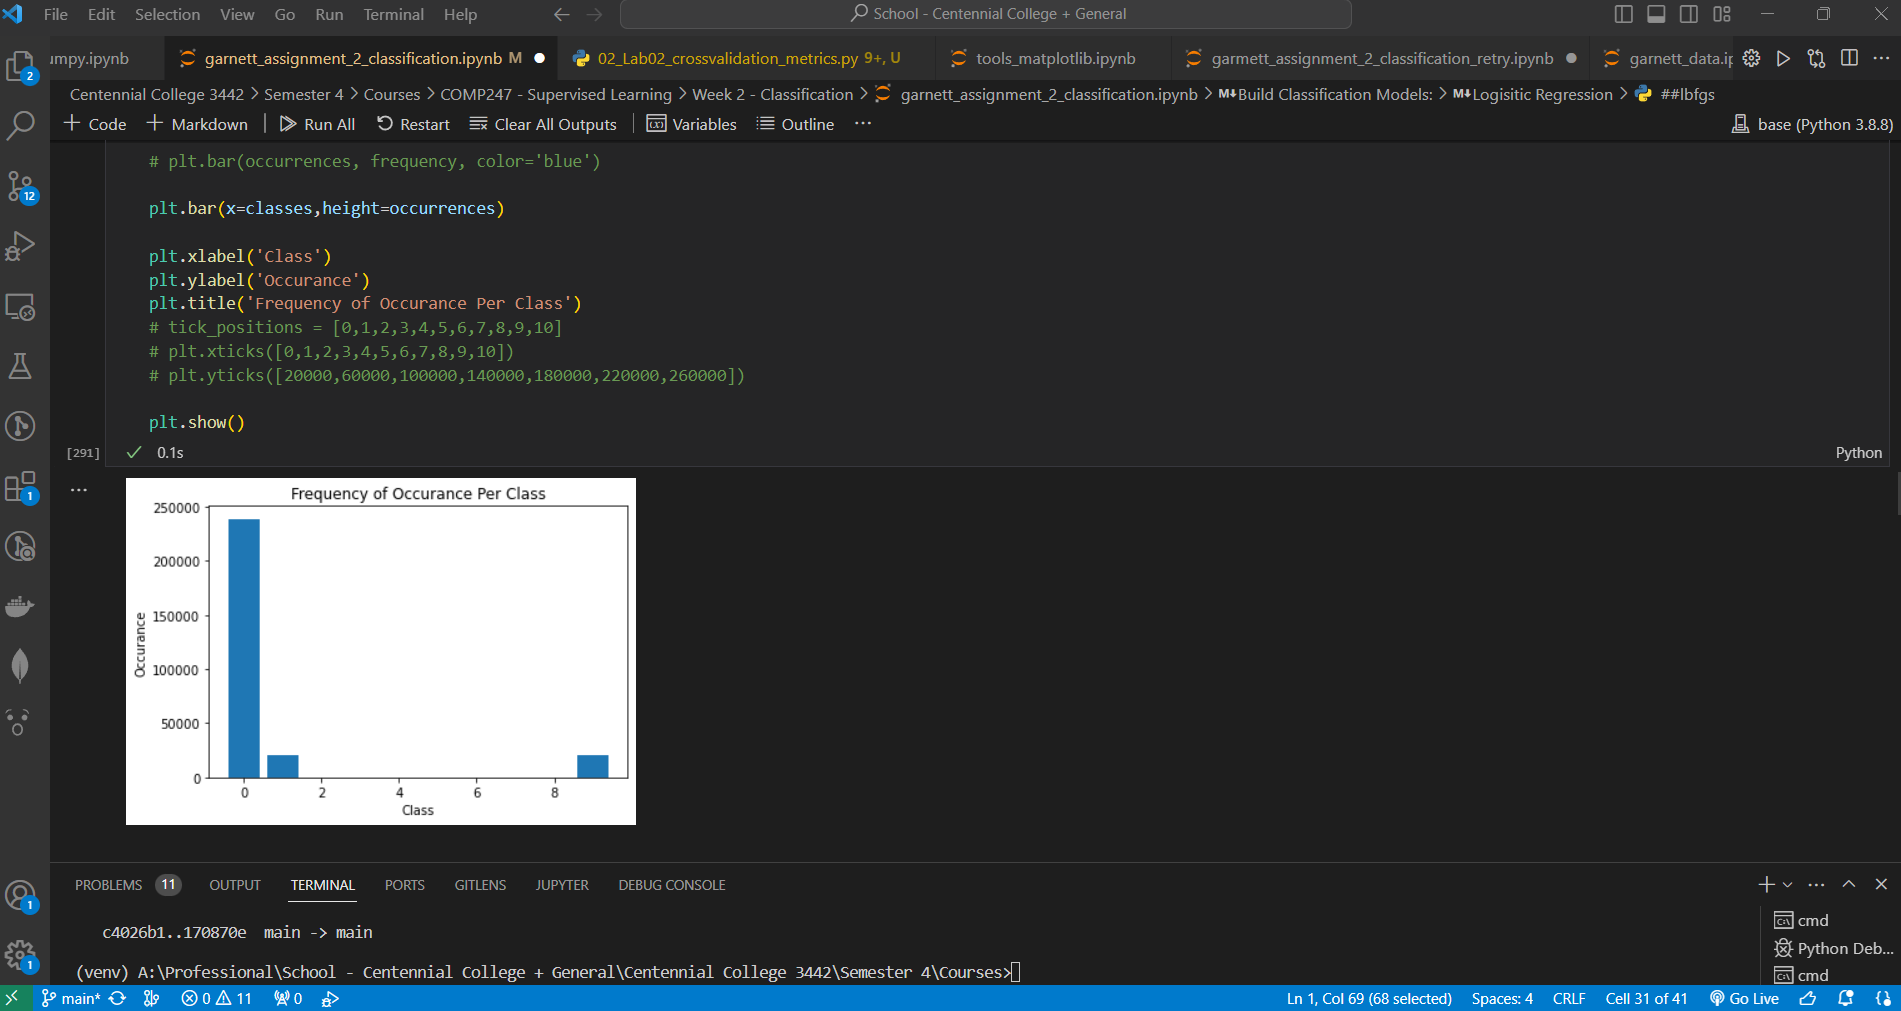 File Edit Selection View Go Run Terminal Help School - Centennial College + General
umpy.ipynb garnett_assignment_2_classification.ipynb M 02_Lab02_crossvalidation_metrics.py 9+, U tools_matplotlib.ipynb garmett_assignment_2_classification_retry.ipynb garnett_data.ip
Centennial College 3442 > Semester 4 > Courses > COMP247 - Supervised Learning > Week 2 - Classification > garnett_assignment_2_classification.ipynb > M↓Build Classification Models: > M↓Logisitic Regression > ##lbfgs
+ Code + Markdown Run All Restart Clear All Outputs Variables Outline ... base (Python 3.8.8)
# plt.bar(occurrences, frequency, color='blue')
plt.bar(x=classes,height=occurrences)
plt.xlabel('Class')
plt.ylabel('Occurance')
plt.title('Frequency of Occurance Per Class')
# tick_positions = [0,1,2,3,4,5,6,7,8,9,10]
# plt.xticks([0,1,2,3,4,5,6,7,8,9,10])
# plt.yticks([20000,60000,100000,140000,180000,220000,260000])
plt.show()
[291] 0.1s Python
...
Frequency of Occurance Per Class
250000
200000
150000
100000
50000
0
Occurance
0 2 4 6 8
Class
PROBLEMS 11 OUTPUT TERMINAL PORTS GITLENS JUPYTER DEBUG CONSOLE
c4026b1..170870e main -> main
(venv) A:\Professional\School - Centennial College + General\Centennial College 3442\Semester 4\Courses>
cmd
Python Deb...
cmd
2
12
1
1
1
main* 0 11 0 Ln 1, Col 69 (68 selected) Spaces: 4 CRLF Cell 31 of 41 Go Live